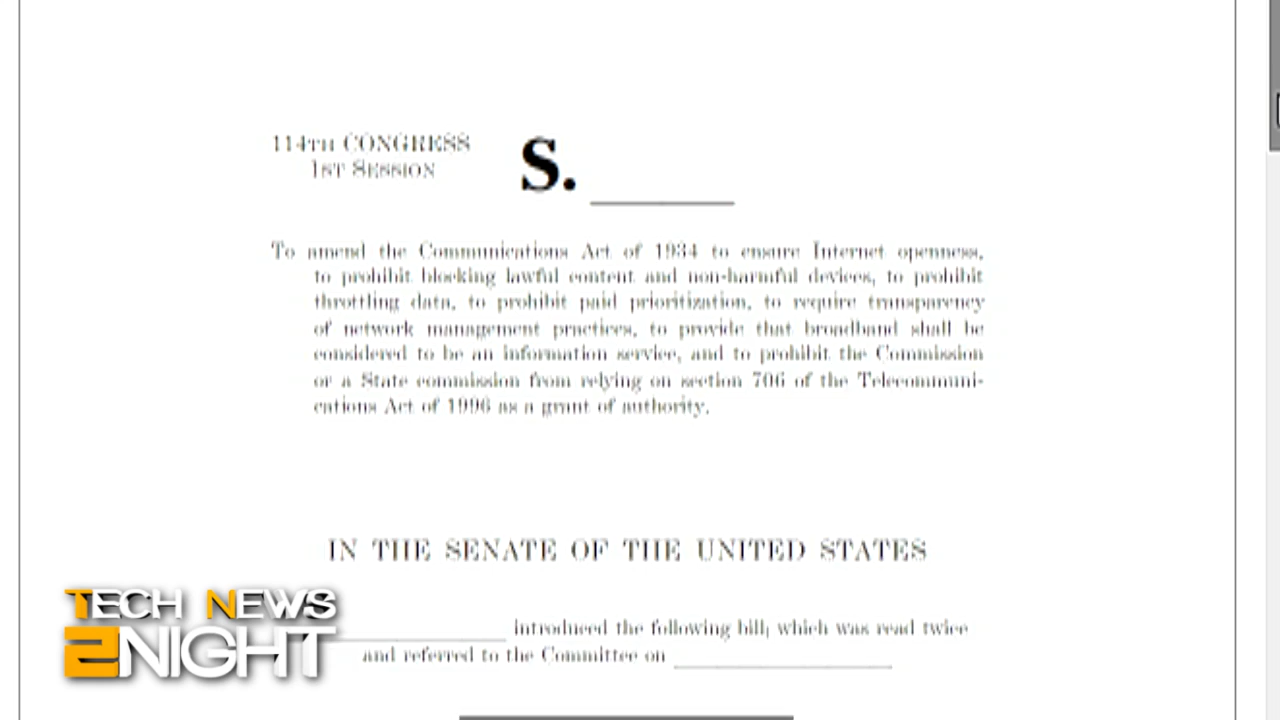 114TH CONGRESS
1ST SESSION
S.
To amend the Communications Act of 1934 to ensure Internet openness,
to prohibit blocking lawful content and non-harmful devices, to prohibit
throttling data, to prohibit paid prioritization, to require transparency
of network management practices, to provide that broadband shall be
considered to be an information service, and to prohibit the Commission
or a State commission from relying on section 706 of the Telecommuni-
cations Act of 1996 as a grant of authority.
IN THE SENATE OF THE UNITED STATES
introduced the following bill; which was read twice
and referred to the Committee on
TECH NEWS
2NIGHT